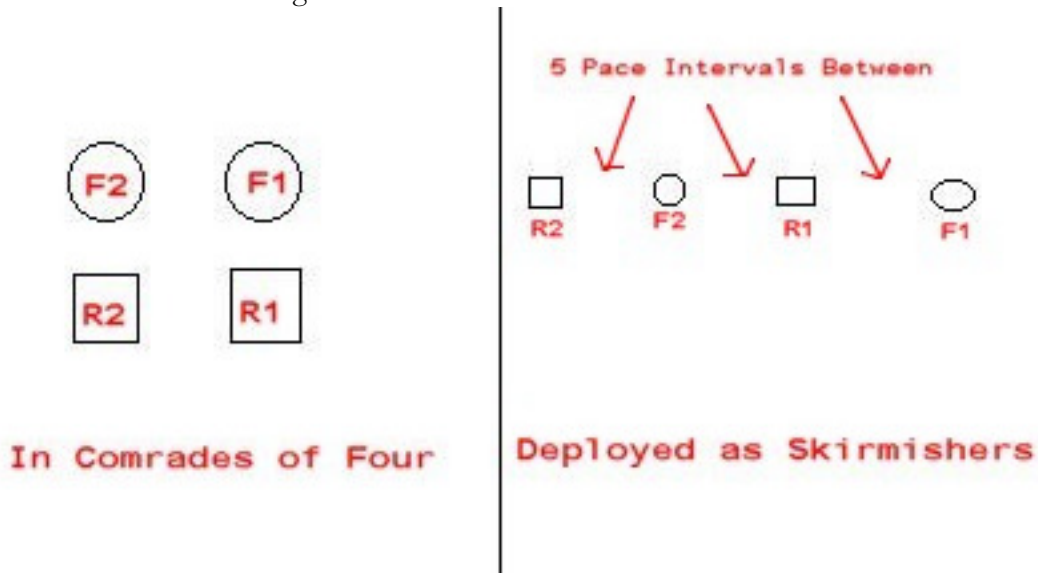 F2 F1
R2 R1
In Comrades of Four
5 Pace Intervals Between
R2 F2 R1 F1
Deployed as Skirmishers